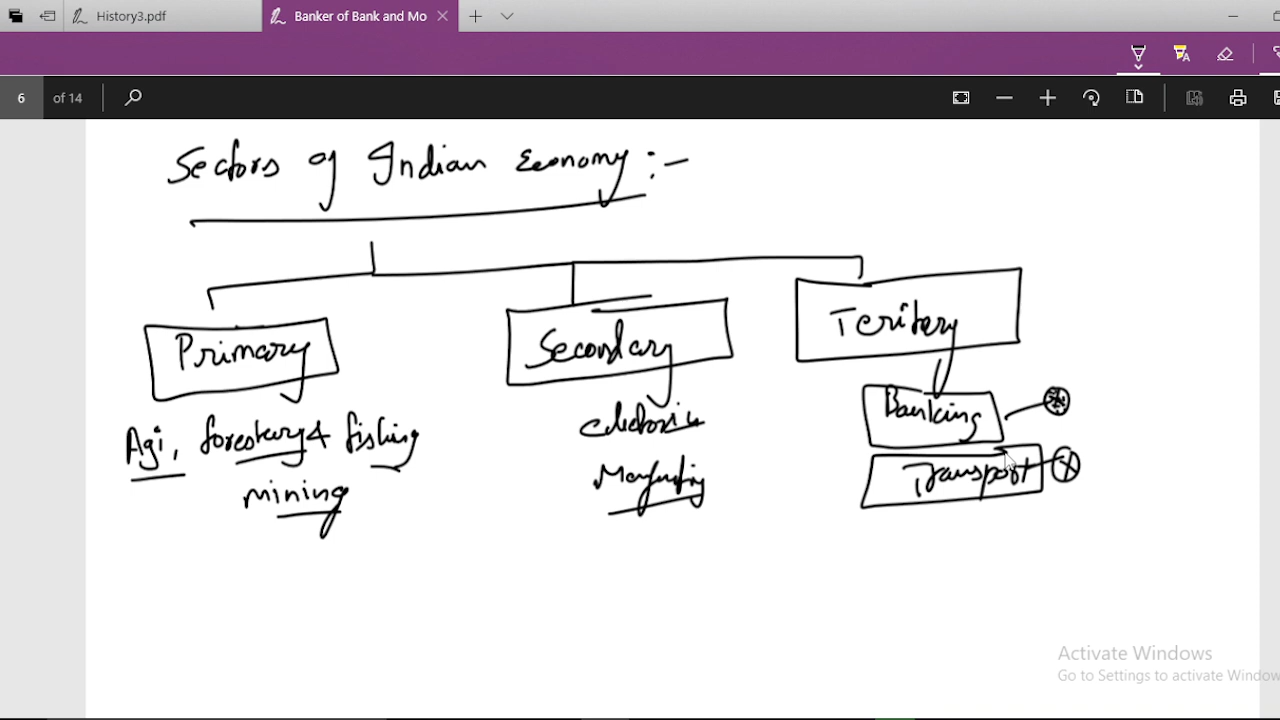 History3.pdf
Banker of Bank and Mo
6 of 14
Sectors of Indian Economy :-
Primary
Secondary
Teritery
Agi, forestery & fishing
mining
Banking
Transport
Activate Windows
Go to Settings to activate Window